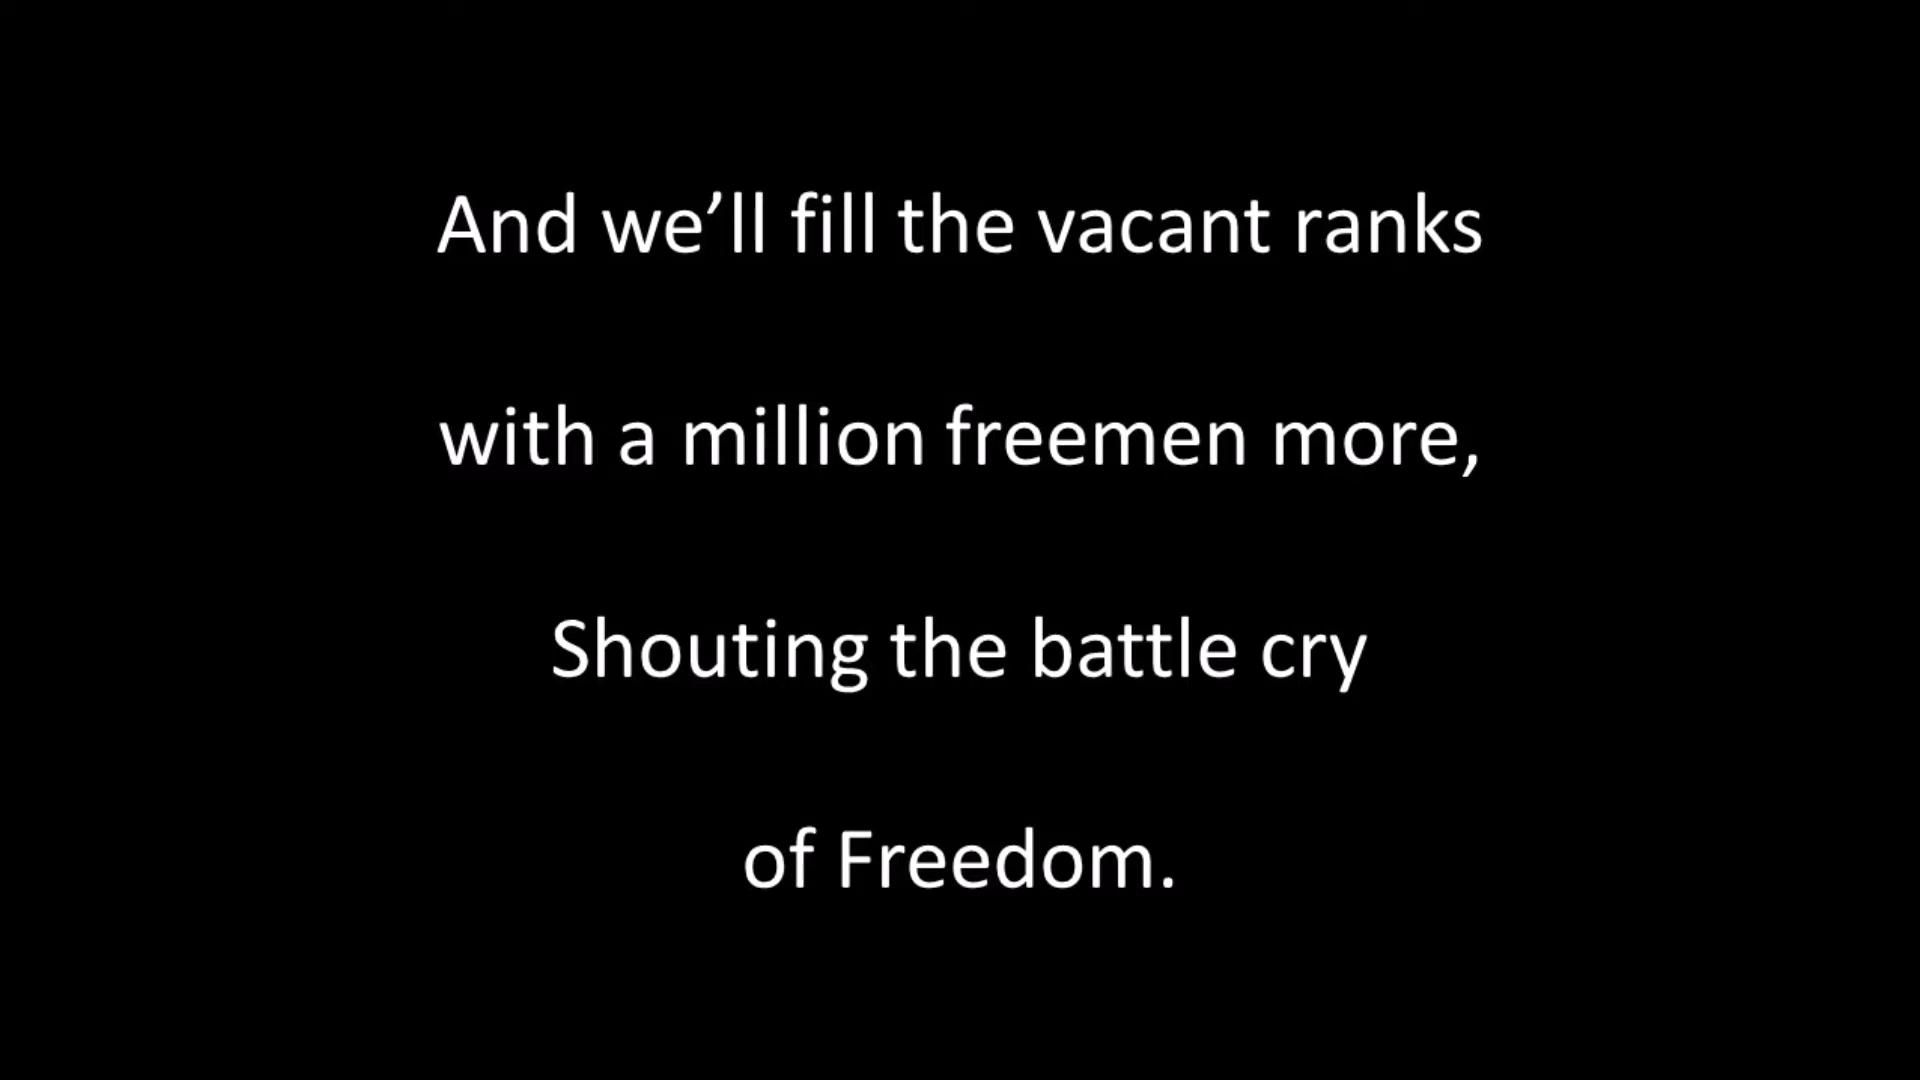 And we’ll fill the vacant ranks
with a million freemen more,
Shouting the battle cry
of Freedom.